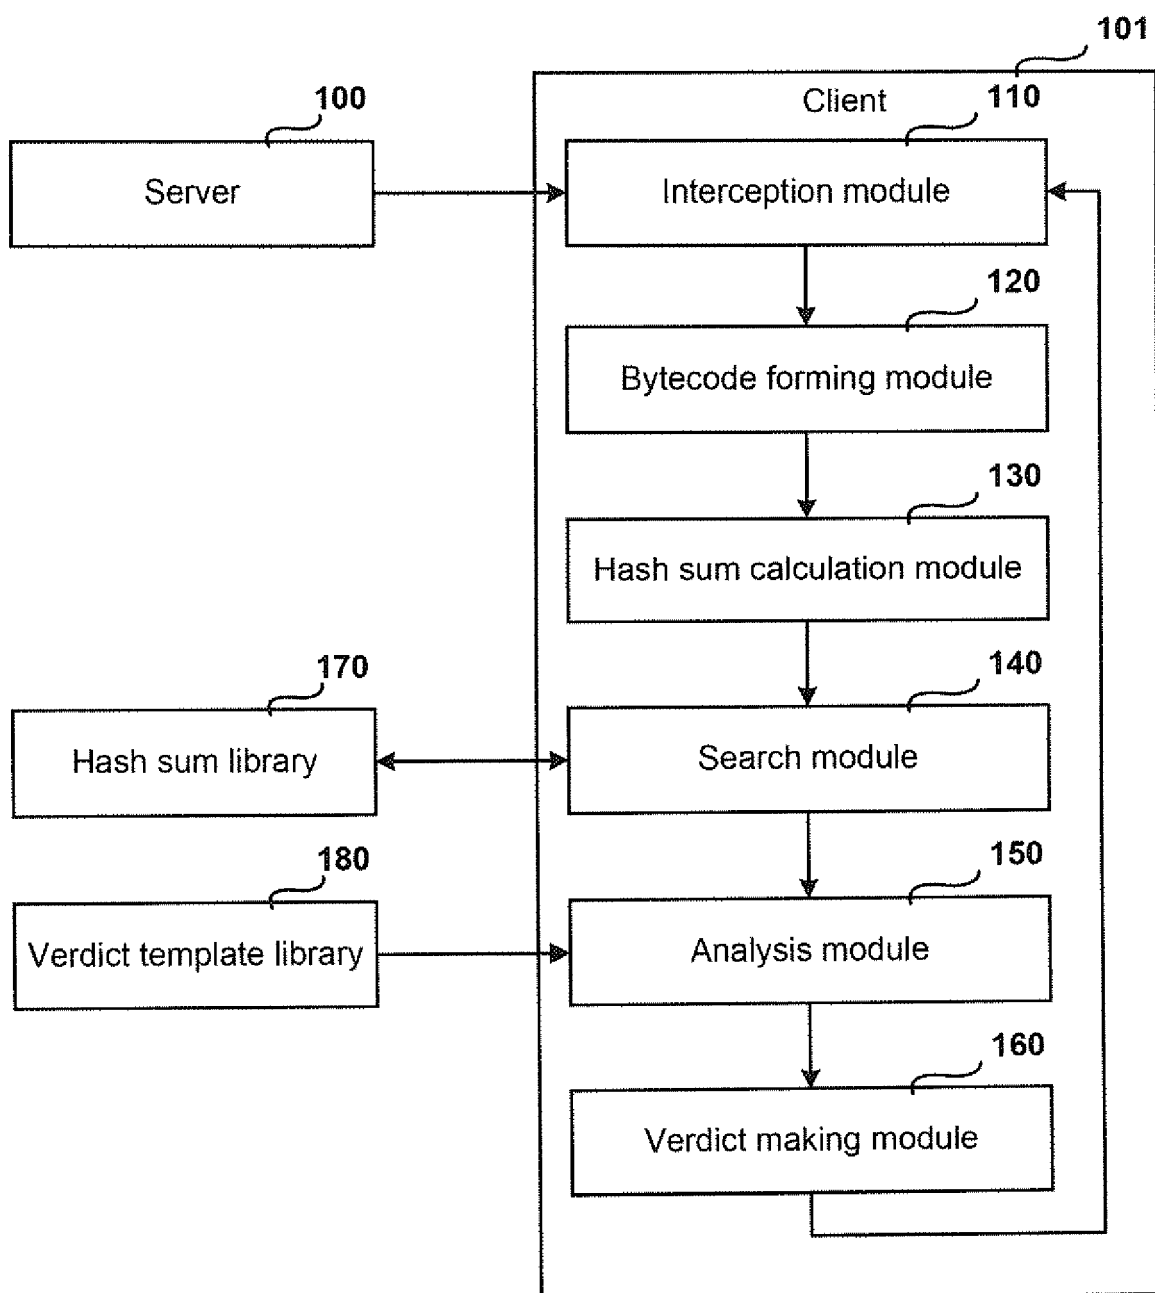 101
Client
100
110
Server
Interception module
120
Bytecode forming module
130
Hash sum calculation module
170
140
Hash sum library
Search module
180
150
Verdict template library
Analysis module
160
Verdict making module